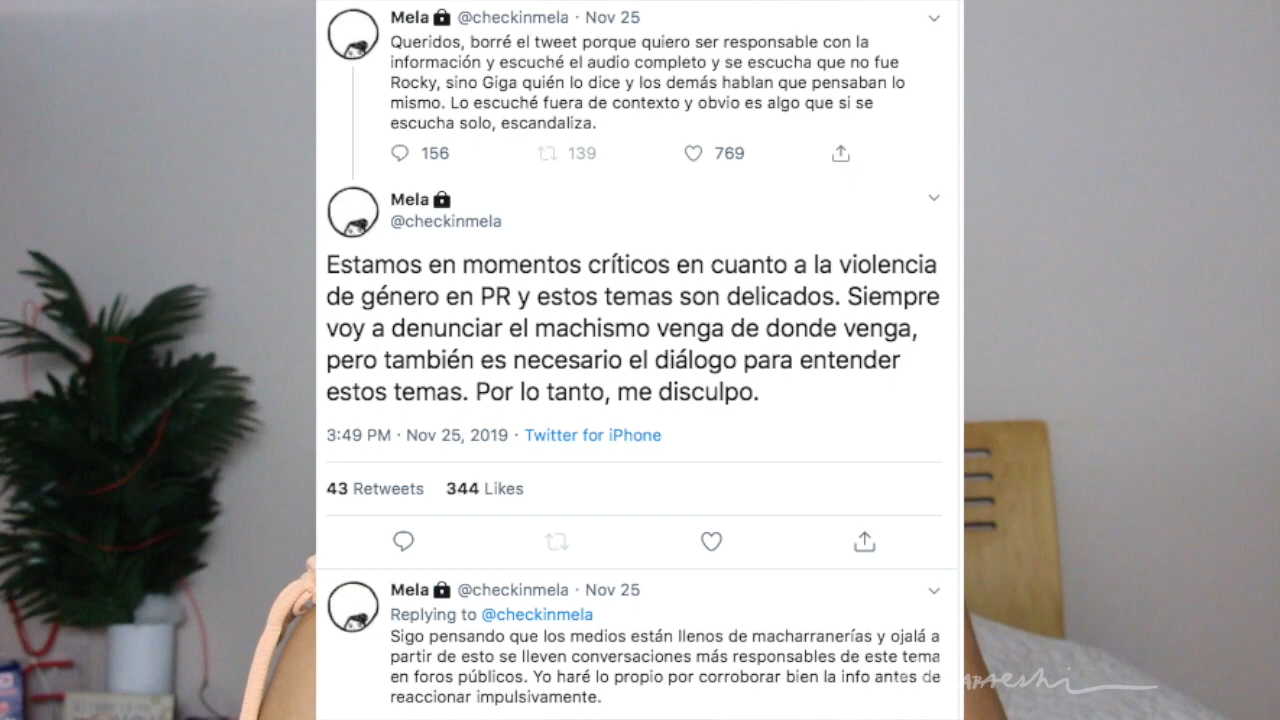 Mela @checkinmela · Nov 25
Queridos, borré el tweet porque quiero ser responsable con la
información y escuché el audio completo y se escucha que no fue
Rocky, sino Giga quién lo dice y los demás hablan que pensaban lo
mismo. Lo escuché fuera de contexto y obvio es algo que si se
escucha solo, escandaliza.
156 139 769
Mela
@checkinmela
Estamos en momentos críticos en cuanto a la violencia
de género en PR y estos temas son delicados. Siempre
voy a denunciar el machismo venga de donde venga,
pero también es necesario el diálogo para entender
estos temas. Por lo tanto, me disculpo.
3:49 PM · Nov 25, 2019 · Twitter for iPhone
43 Retweets 344 Likes
Mela @checkinmela · Nov 25
Replying to @checkinmela
Sigo pensando que los medios están llenos de macharranerías y ojalá a
partir de esto se lleven conversaciones más responsables de este tema
en foros públicos. Yo haré lo propio por corroborar bien la info antes de
reaccionar impulsivamente.